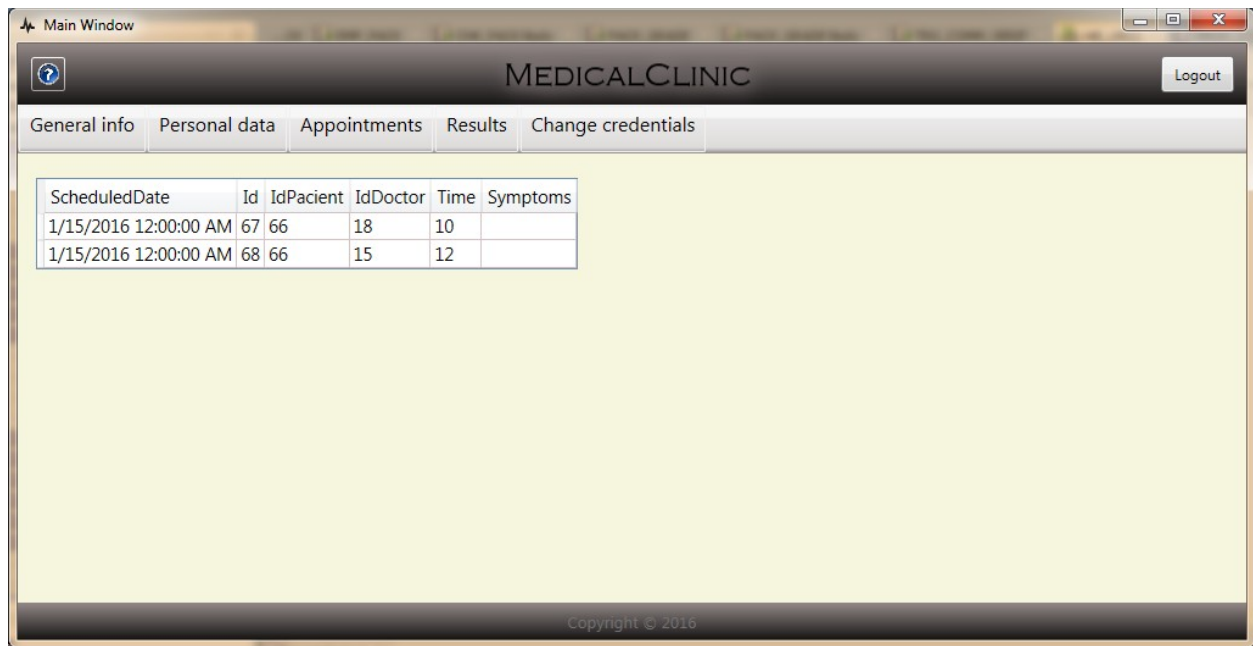 Main Window
MEDICALCLINIC
Logout
General info Personal data Appointments Results Change credentials
ScheduledDate Id IdPacient IdDoctor Time Symptoms
1/15/2016 12:00:00 AM 67 66 18 10
1/15/2016 12:00:00 AM 68 66 15 12
Copyright © 2016